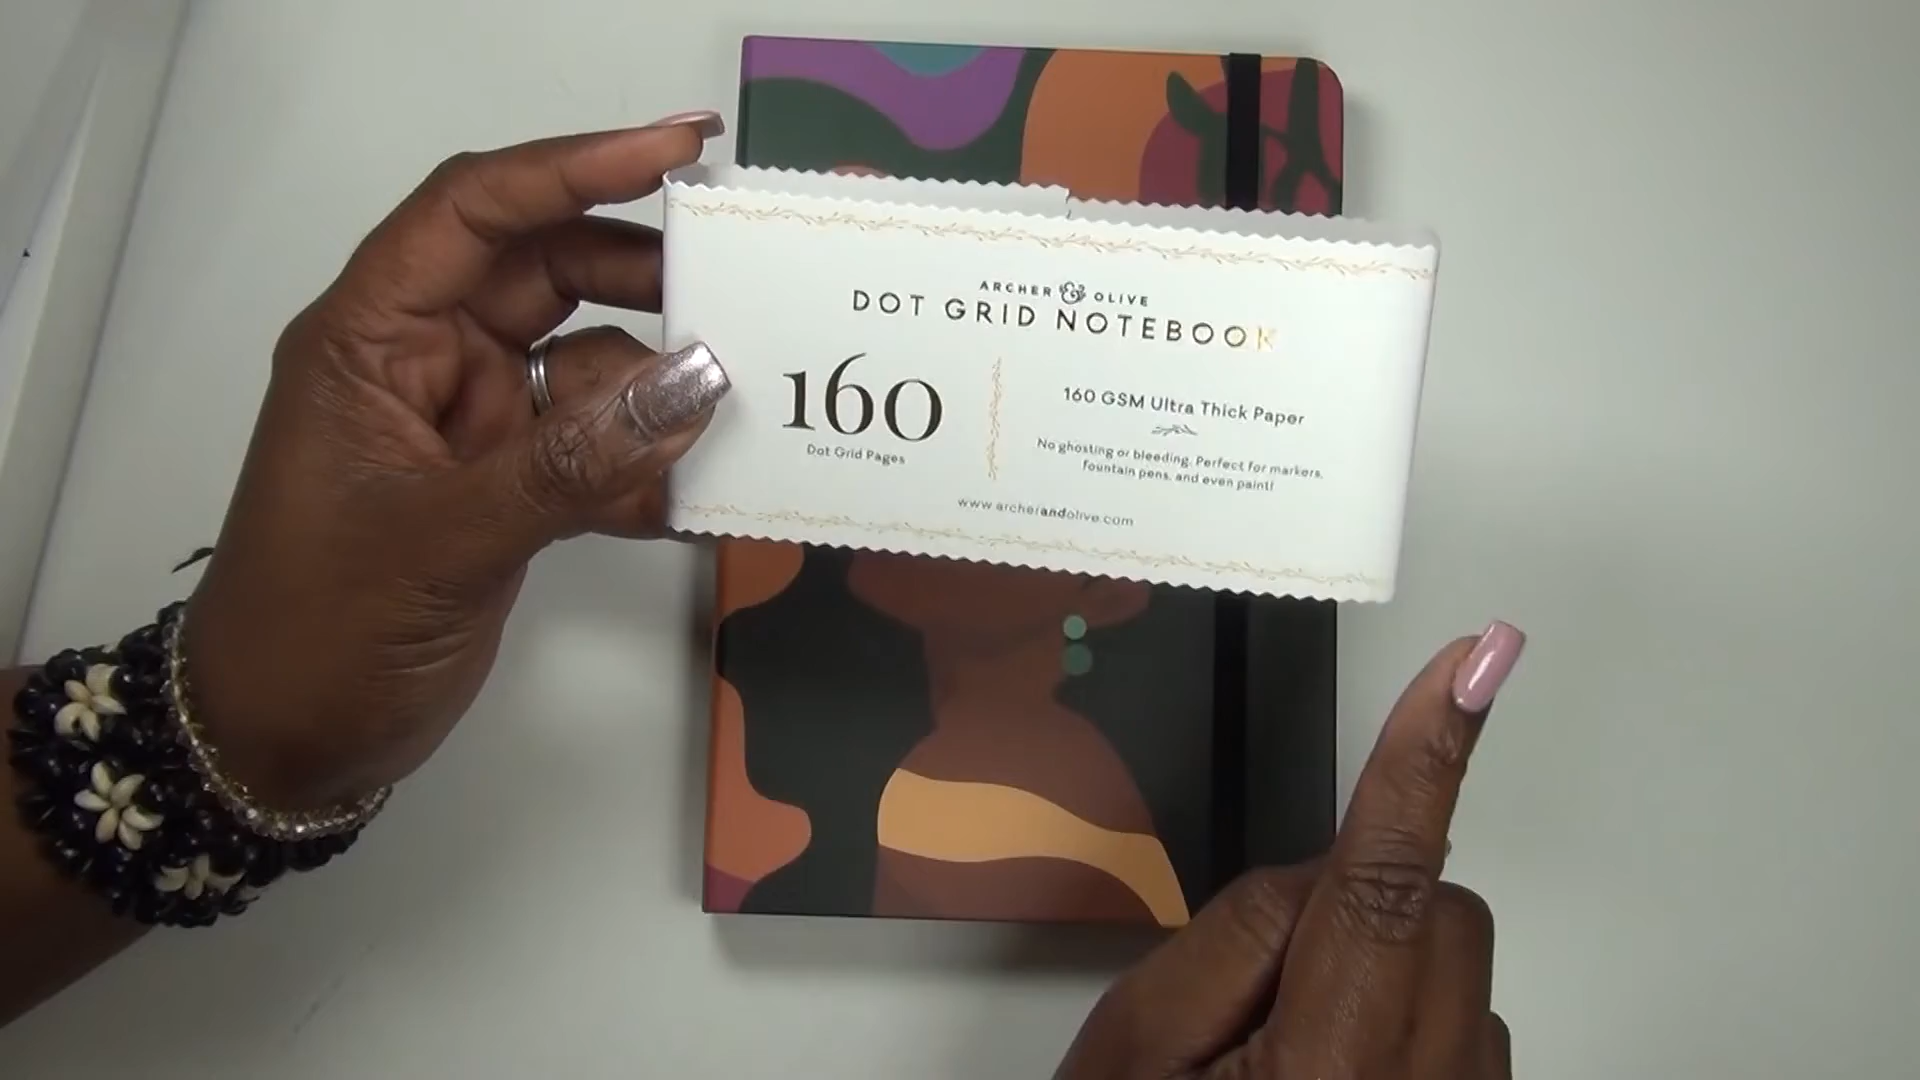 ARCHER & OLIVE
DOT GRID NOTEBOOK
160
Dot Grid Pages
160 GSM Ultra Thick Paper
No ghosting or bleeding. Perfect for markers,
fountain pens, and even paint!
www.archerandolive.com